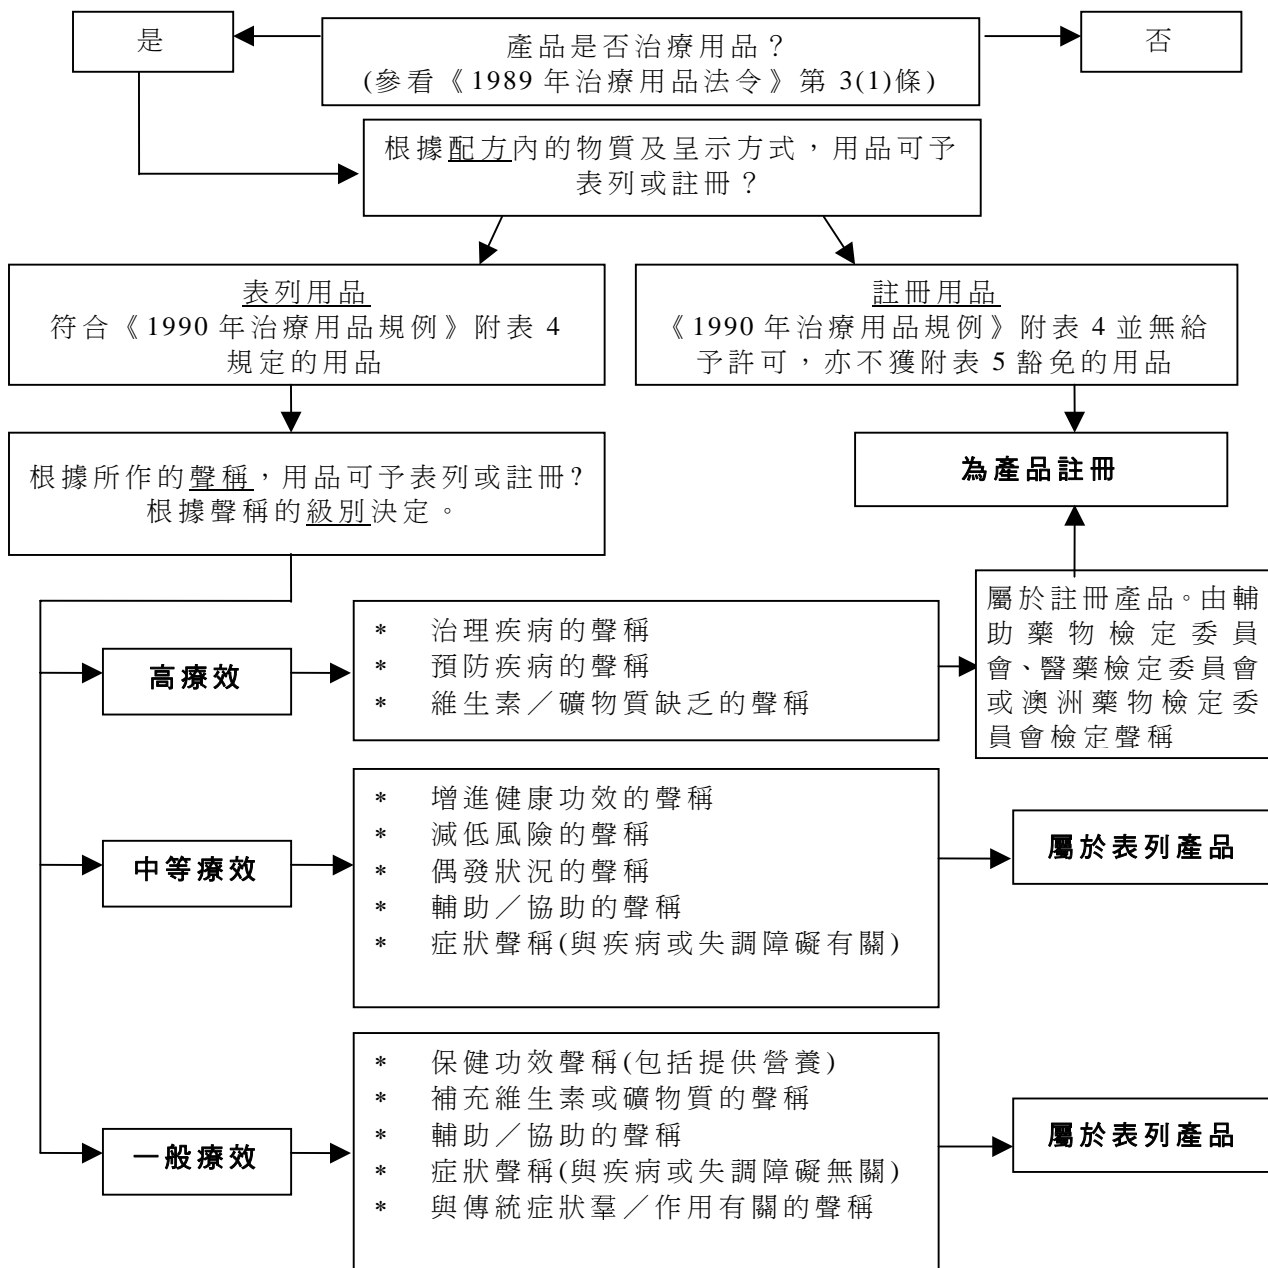 是
產品是否治療用品？
(參看《1989 年治療用品法令》第 3(1)條)
否
根據配方內的物質及呈示方式，用品可予
表列或註冊？
表列用品
符合《1990 年治療用品規例》附表 4
規定的用品
註冊用品
《1990 年治療用品規例》附表 4 並無給
予許可，亦不獲附表 5 豁免的用品
根據所作的聲稱，用品可予表列或註冊?
根據聲稱的級別決定。
為產品註冊
高療效
* 治理疾病的聲稱
* 預防疾病的聲稱
* 維生素／礦物質缺乏的聲稱
屬於註冊產品。由輔
助藥物檢定委員
會、醫藥檢定委員會
或澳洲藥物檢定委
員會檢定聲稱
中等療效
* 增進健康功效的聲稱
* 減低風險的聲稱
* 偶發狀況的聲稱
* 輔助／協助的聲稱
* 症狀聲稱(與疾病或失調障礙有關)
屬於表列產品
一般療效
* 保健功效聲稱(包括提供營養)
* 補充維生素或礦物質的聲稱
* 輔助／協助的聲稱
* 症狀聲稱(與疾病或失調障礙無關)
* 與傳統症狀羣／作用有關的聲稱
屬於表列產品